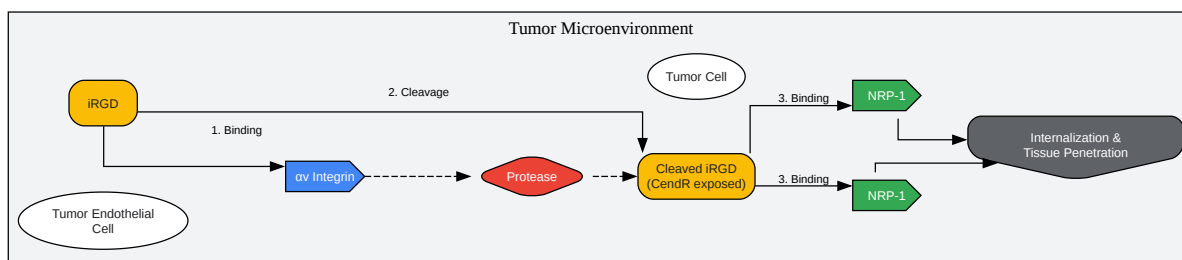 Tumor Microenvironment
Tumor Cell
iRGD
2. Cleavage
3. Binding
NRP-1
1. Binding
Internalization &
Tissue Penetration
αv Integrin
Protease
Cleaved iRGD
(CendR exposed)
3. Binding
NRP-1
Tumor Endothelial
Cell